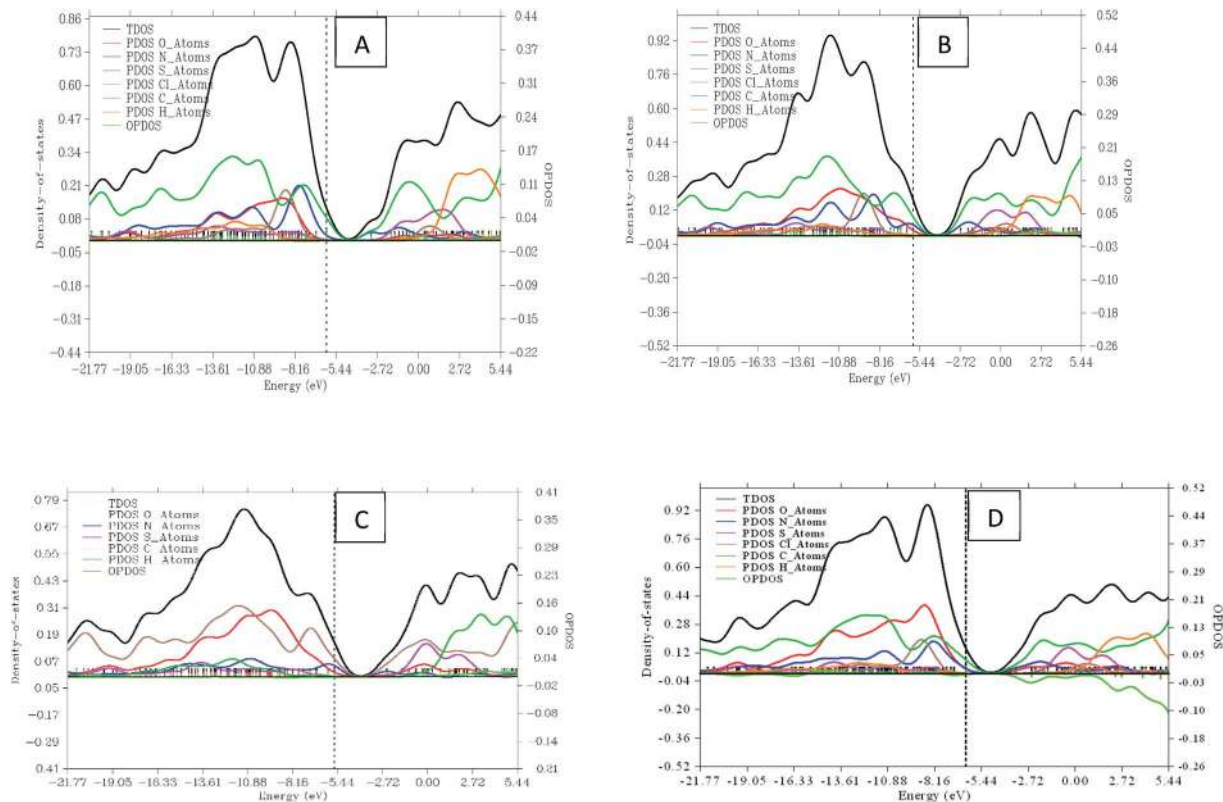 A
TDOS
PDOS O_Atoms
PDOS N_Atoms
PDOS S_Atoms
PDOS Cl_Atoms
PDOS C_Atoms
PDOS H_Atoms
OPDOS
Density-of-states
0.86
0.73
0.60
0.47
0.34
0.21
0.08
-0.05
-0.18
-0.31
-0.44
0.44
0.37
0.31
0.24
0.17
0.11
0.04
-0.02
-0.09
-0.15
-0.22
OPDOS
-21.77 -19.05 -16.33 -13.61 -10.88 -8.16 -5.44 -2.72 0.00 2.72 5.44
Energy (eV)
B
TDOS
PDOS O_Atoms
PDOS N_Atoms
PDOS S_Atoms
PDOS Cl_Atoms
PDOS C_Atoms
PDOS H_Atoms
OPDOS
Density-of-states
0.92
0.76
0.60
0.44
0.28
0.12
-0.04
-0.20
-0.36
-0.52
0.52
0.45
0.37
0.29
0.21
0.13
0.05
-0.03
-0.10
-0.18
-0.26
OPDOS
-21.77 -19.05 -16.33 -13.61 -10.88 -8.16 -5.44 -2.72 0.00 2.72 5.44
Energy (eV)
C
TDOS
PDOS O_Atoms
PDOS N_Atoms
PDOS S_Atoms
PDOS C_Atoms
PDOS H_Atoms
OPDOS
Density-of-states
0.79
0.67
0.55
0.43
0.31
0.19
0.07
0.05
-0.17
-0.29
0.41
0.41
0.35
0.29
0.23
0.16
0.10
0.04
-0.02
-0.08
0.14
0.21
OPDOS
-21.77 -19.05 -16.33 -13.61 -10.88 -8.16 -5.44 -2.72 0.00 2.72 5.44
Energy (eV)
D
TDOS
PDOS O_Atoms
PDOS N_Atoms
PDOS S_Atoms
PDOS Cl_Atoms
PDOS C_Atoms
PDOS H_Atoms
OPDOS
Density-of-states
0.92
0.76
0.60
0.44
0.28
0.12
-0.04
-0.20
-0.36
-0.52
0.52
0.45
0.37
0.29
0.21
0.13
0.05
-0.03
-0.10
-0.18
-0.26
OPDOS
-21.77 -19.05 -16.33 -13.61 -10.88 -8.16 -5.44 -2.72 0.00 2.72 5.44
Energy (eV)